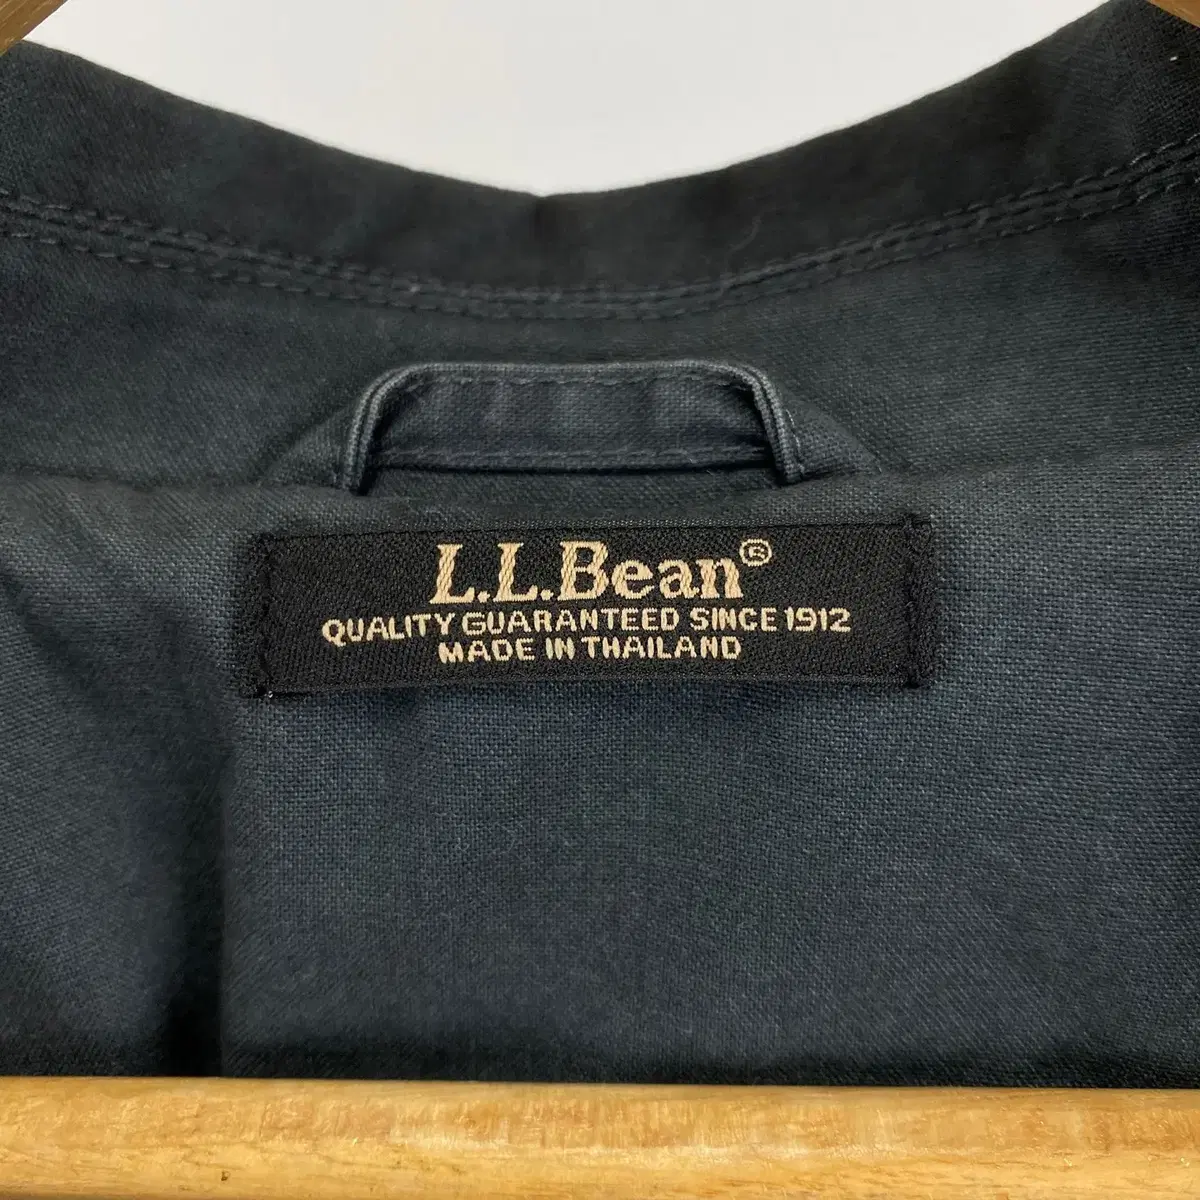 L.L.Bean®
QUALITY GUARANTEED SINCE 1912
MADE IN THAILAND